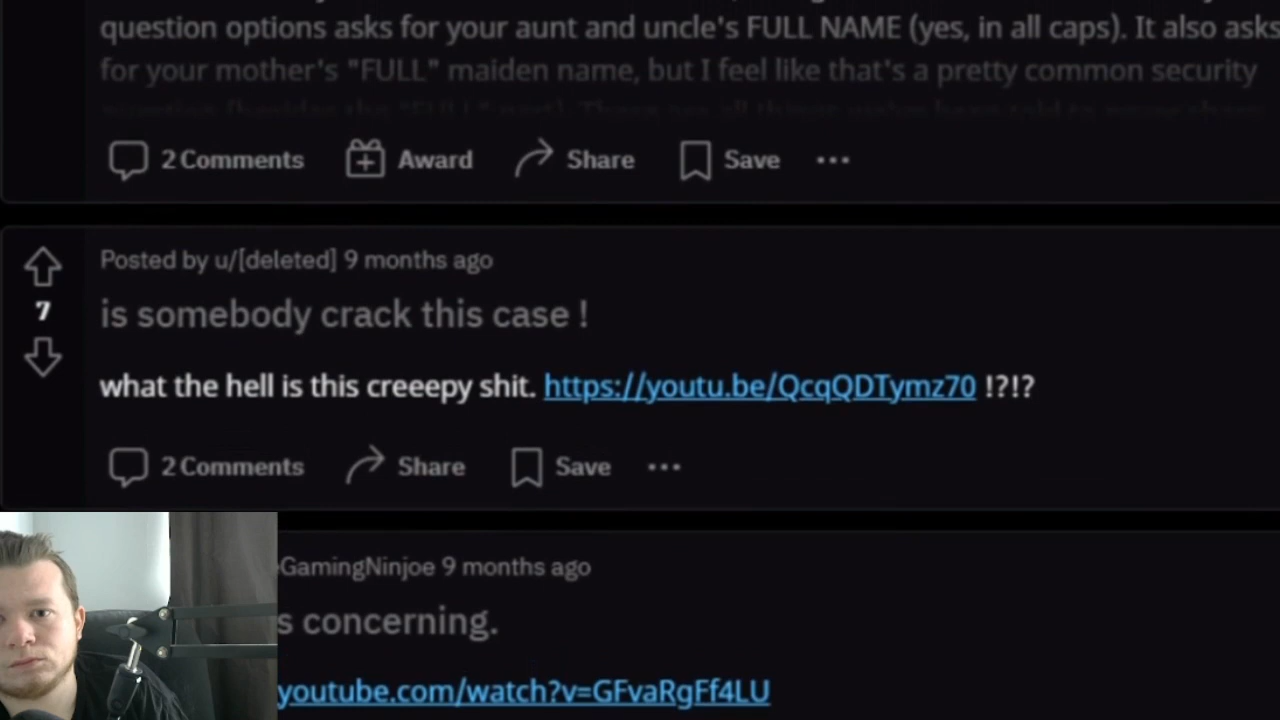 question options asks for your aunt and uncle's FULL NAME (yes, in all caps). It also asks
for your mother's "FULL" maiden name, but I feel like that's a pretty common security
2 Comments Award Share Save
Posted by u/[deleted] 9 months ago
7
is somebody crack this case !
what the hell is this creeepy shit. https://youtu.be/QcqQDTymz70 !?!?
2 Comments Share Save
GamingNinjoe 9 months ago
s concerning.
youtube.com/watch?v=GFvaRgFf4LU